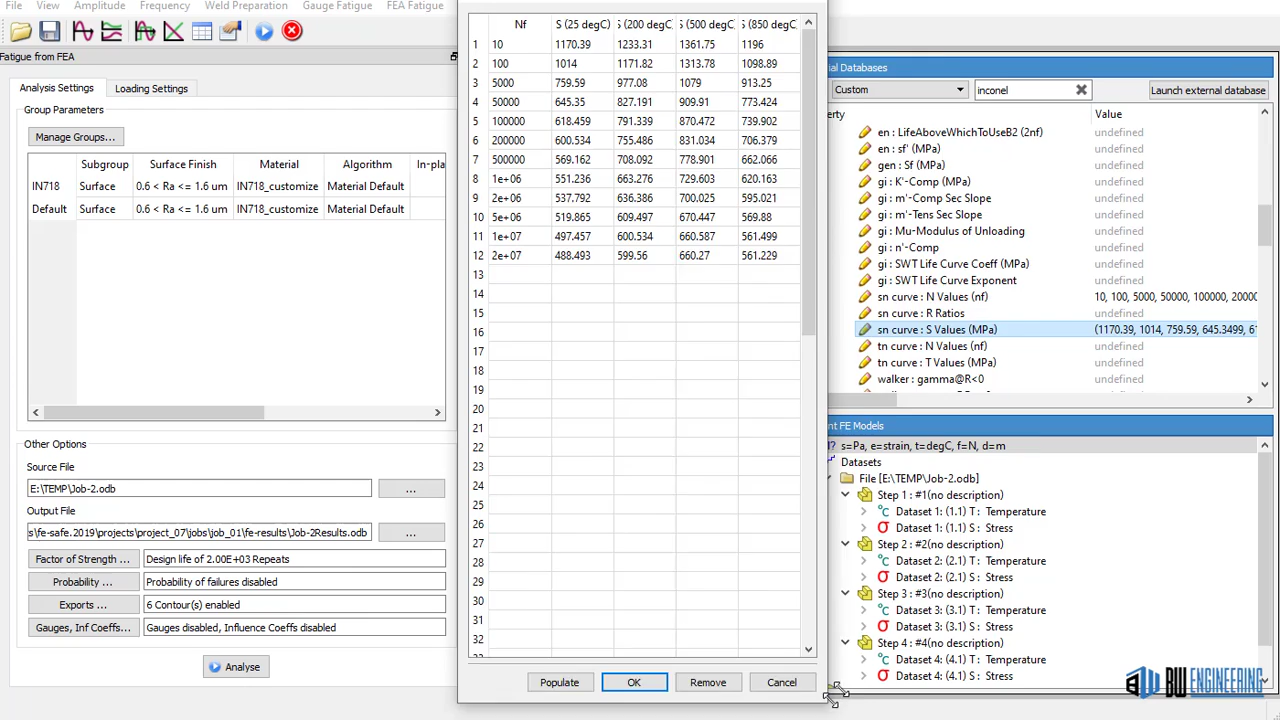 File View Amplitude Frequency Weld Preparation Gauge Fatigue FEA Fatigue
Fatigue from FEA
Analysis Settings Loading Settings
Group Parameters
Manage Groups...
Subgroup Surface Finish Material Algorithm In-pla
IN718 Surface 0.6 < Ra <= 1.6 um IN718_customize Material Default
Default Surface 0.6 < Ra <= 1.6 um IN718_customize Material Default
Other Options
Source File
E:\TEMP\Job-2.odb ...
Output File
s\fe-safe.2019\projects\project_07\jobs\job_01\fe-results\Job-2Results.odb ...
Factor of Strength ... Design life of 2.00E+03 Repeats
Probability ... Probability of failures disabled
Exports ... 6 Contour(s) enabled
Gauges, Inf Coeffs... Gauges disabled, Influence Coeffs disabled
Analyse
Nf S (25 degC) S (200 degC) S (500 degC) S (850 degC)
1 10 1170.39 1233.31 1361.75 1196
2 100 1014 1171.82 1313.78 1098.89
3 5000 759.59 977.08 1079 913.25
4 50000 645.35 827.191 909.91 773.424
5 100000 618.459 791.339 870.472 739.902
6 200000 600.534 755.486 831.034 706.379
7 500000 569.162 708.092 778.901 662.066
8 1e+06 551.236 663.276 729.603 620.163
9 2e+06 537.792 636.386 700.025 595.021
10 5e+06 519.865 609.497 670.447 569.88
11 1e+07 497.457 600.534 660.587 561.499
12 2e+07 488.493 599.56 660.27 561.229
13
14
15
16
17
18
19
20
21
22
23
24
25
26
27
28
29
30
31
32
33
Populate OK Remove Cancel
rial Databases
Custom inconel Launch external database
erty Value
en : LifeAboveWhichToUseB2 (2nf) undefined
en : sf' (MPa) undefined
gen : Sf (MPa) undefined
gi : K'-Comp (MPa) undefined
gi : m'-Comp Sec Slope undefined
gi : m'-Tens Sec Slope undefined
gi : Mu-Modulus of Unloading undefined
gi : n'-Comp undefined
gi : SWT Life Curve Coeff (MPa) undefined
gi : SWT Life Curve Exponent undefined
sn curve : N Values (nf) 10, 100, 5000, 50000, 100000, 20000
sn curve : R Ratios undefined
sn curve : S Values (MPa) (1170.39, 1014, 759.59, 645.3499, 61
tn curve : N Values (nf) undefined
tn curve : T Values (MPa) undefined
walker : gamma@R<0 undefined
nt FE Models
s=Pa, e=strain, t=degC, f=N, d=m
Datasets
File [E:\TEMP\Job-2.odb]
Step 1 : #1(no description)
°C Dataset 1: (1.1) T : Temperature
σ Dataset 1: (1.1) S : Stress
Step 2 : #2(no description)
°C Dataset 2: (2.1) T : Temperature
σ Dataset 2: (2.1) S : Stress
Step 3 : #3(no description)
°C Dataset 3: (3.1) T : Temperature
σ Dataset 3: (3.1) S : Stress
Step 4 : #4(no description)
°C Dataset 4: (4.1) T : Temperature
σ Dataset 4: (4.1) S : Stress
BW ENGINEERING